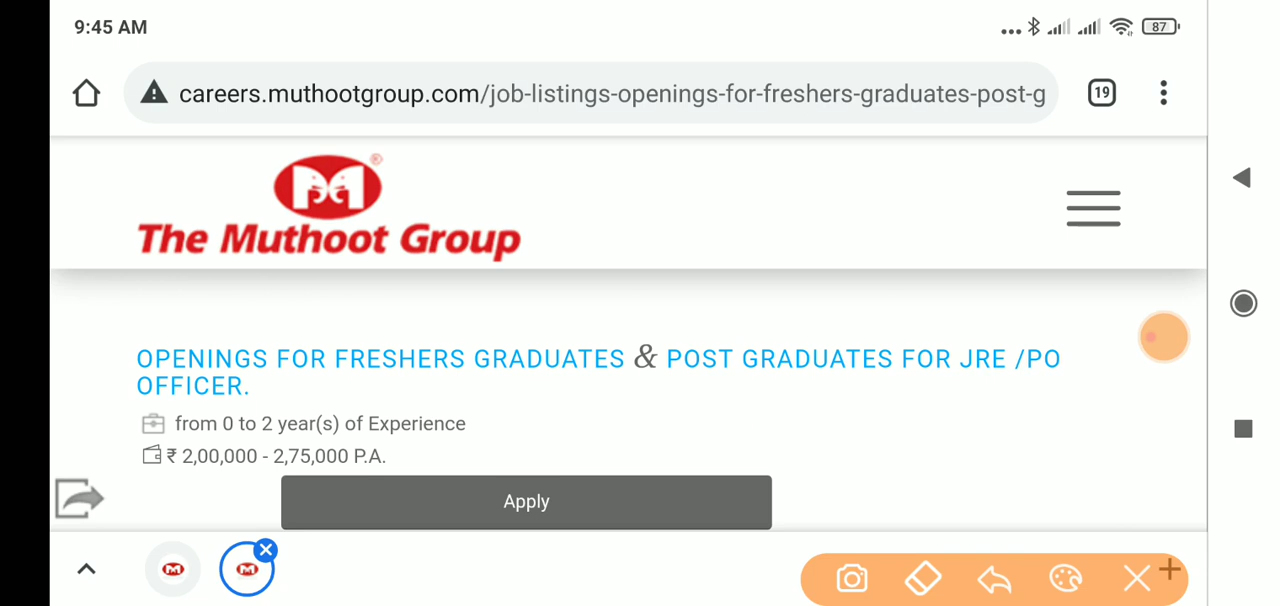 9:45 AM
87
careers.muthootgroup.com/job-listings-openings-for-freshers-graduates-post-g
19
The Muthoot Group
OPENINGS FOR FRESHERS GRADUATES & POST GRADUATES FOR JRE /PO
OFFICER.
from 0 to 2 year(s) of Experience
₹ 2,00,000 - 2,75,000 P.A.
Apply